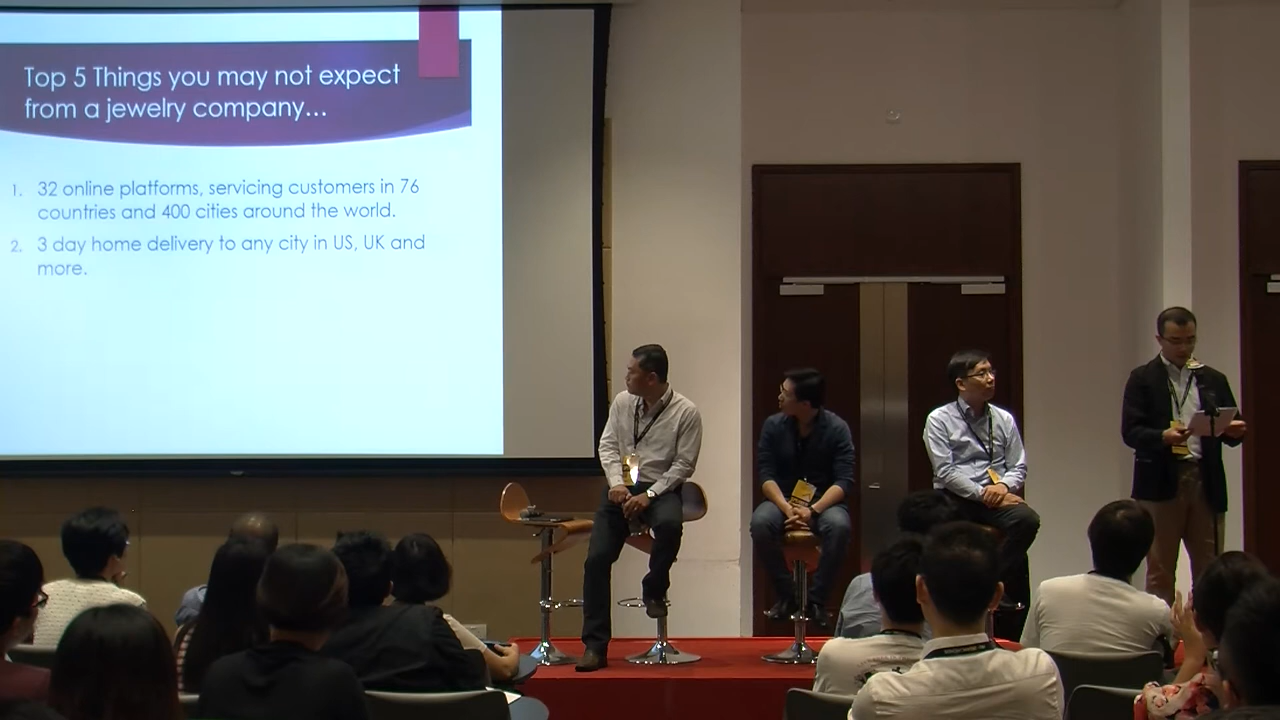 Top 5 Things you may not expect
from a jewelry company...
1. 32 online platforms, servicing customers in 76
countries and 400 cities around the world.
2. 3 day home delivery to any city in US, UK and
more.